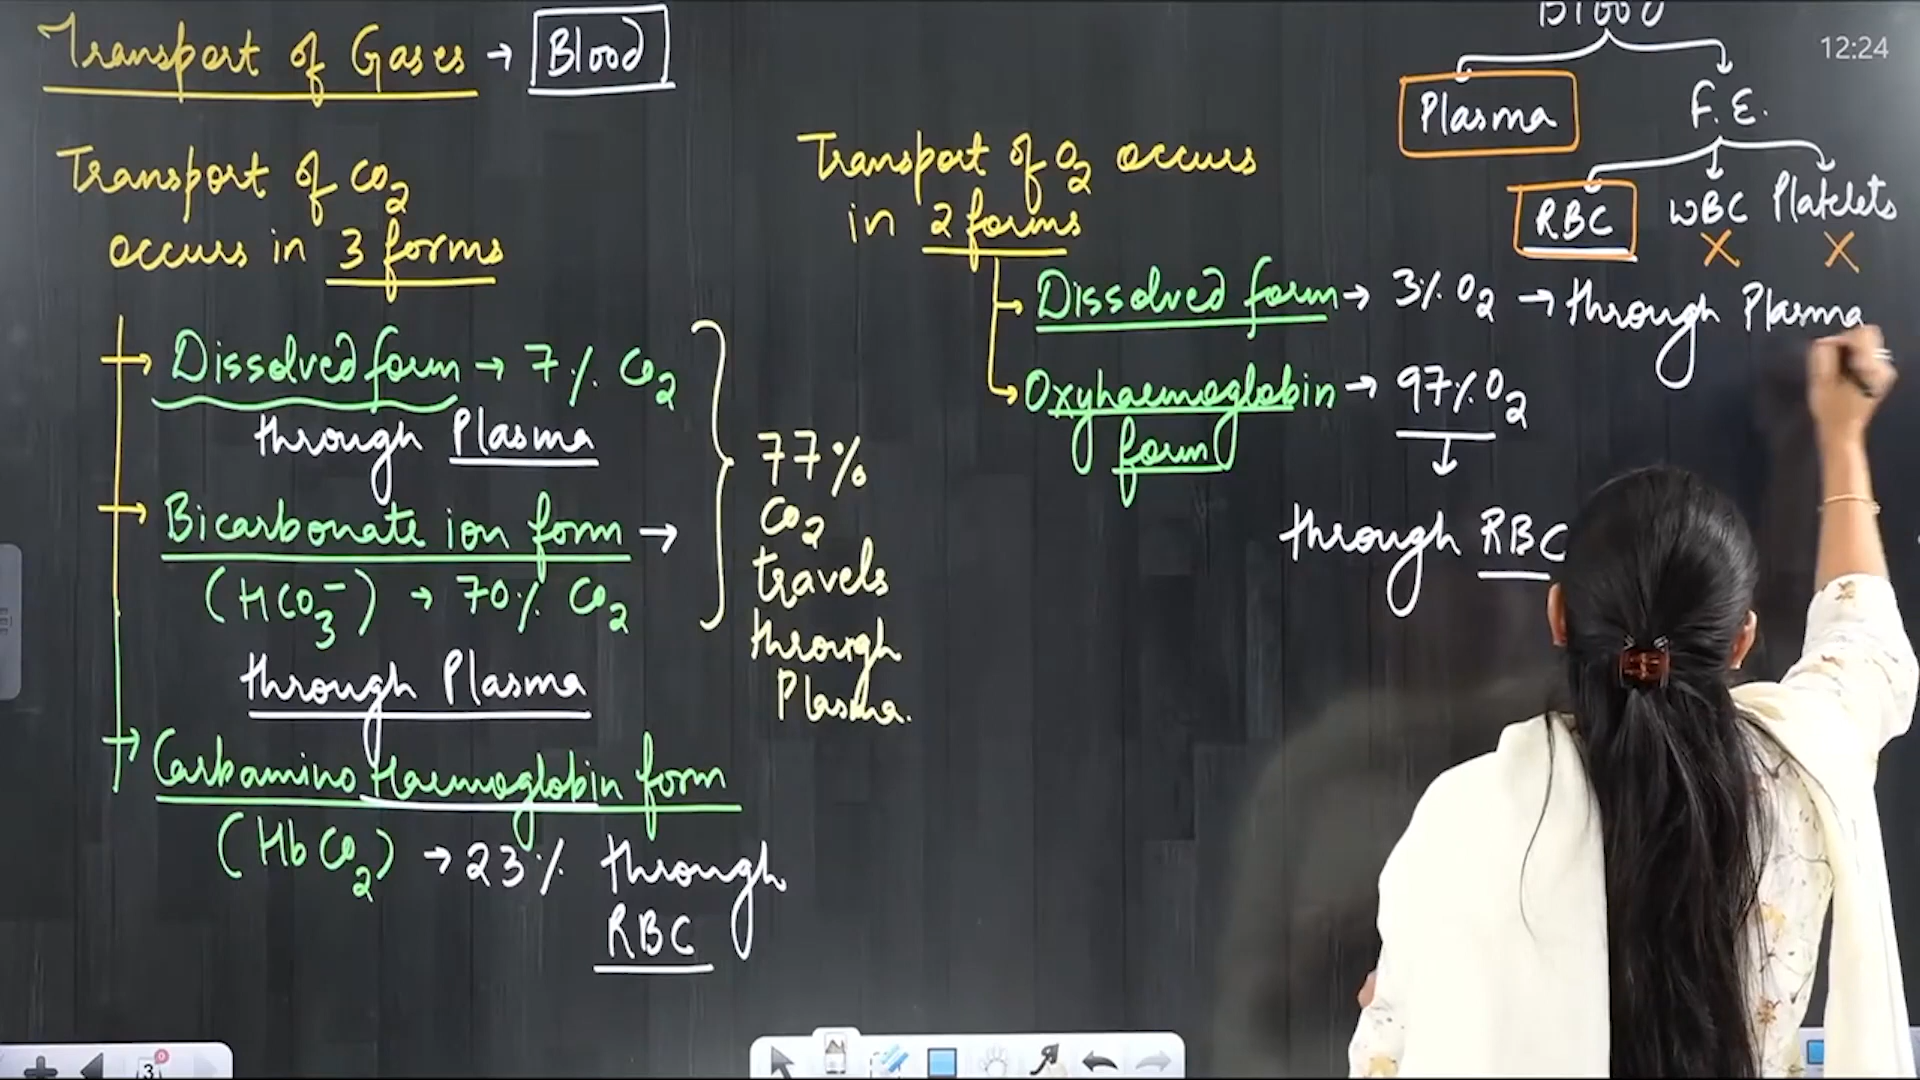 Transport of Gases → Blood
Transport of CO2
occurs in 3 forms
Dissolved form → 7% CO2
through Plasma
Bicarbonate ion form →
(HCO3-) → 70% CO2
through Plasma
Carbamino Haemoglobin form
(HbCO2) → 23% through
RBC
77%
CO2
travels
through
Plasma.
Transport of O2 occurs
in 2 forms
Dissolved form → 3% O2 → through Plasma
Oxyhaemoglobin → 97% O2
form
through RBC
Blood
Plasma F.E.
RBC WBC Platelets
X X
12:24
3
0